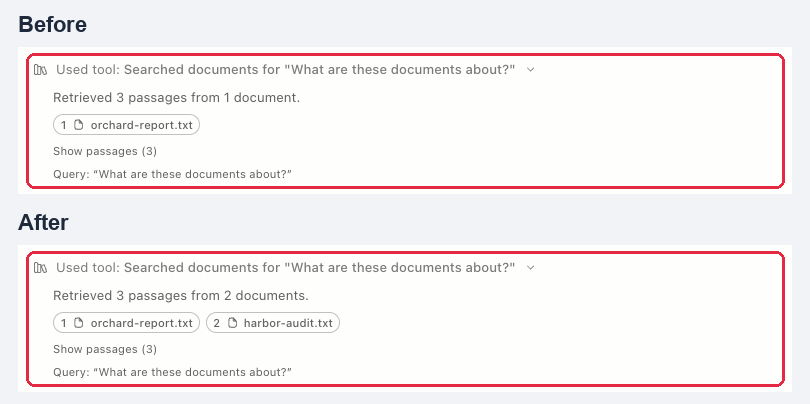 Before
Used tool: Searched documents for "What are these documents about?"
Retrieved 3 passages from 1 document.
1 orchard-report.txt
Show passages (3)
Query: “What are these documents about?”
After
Used tool: Searched documents for "What are these documents about?"
Retrieved 3 passages from 2 documents.
1 orchard-report.txt 2 harbor-audit.txt
Show passages (3)
Query: “What are these documents about?”